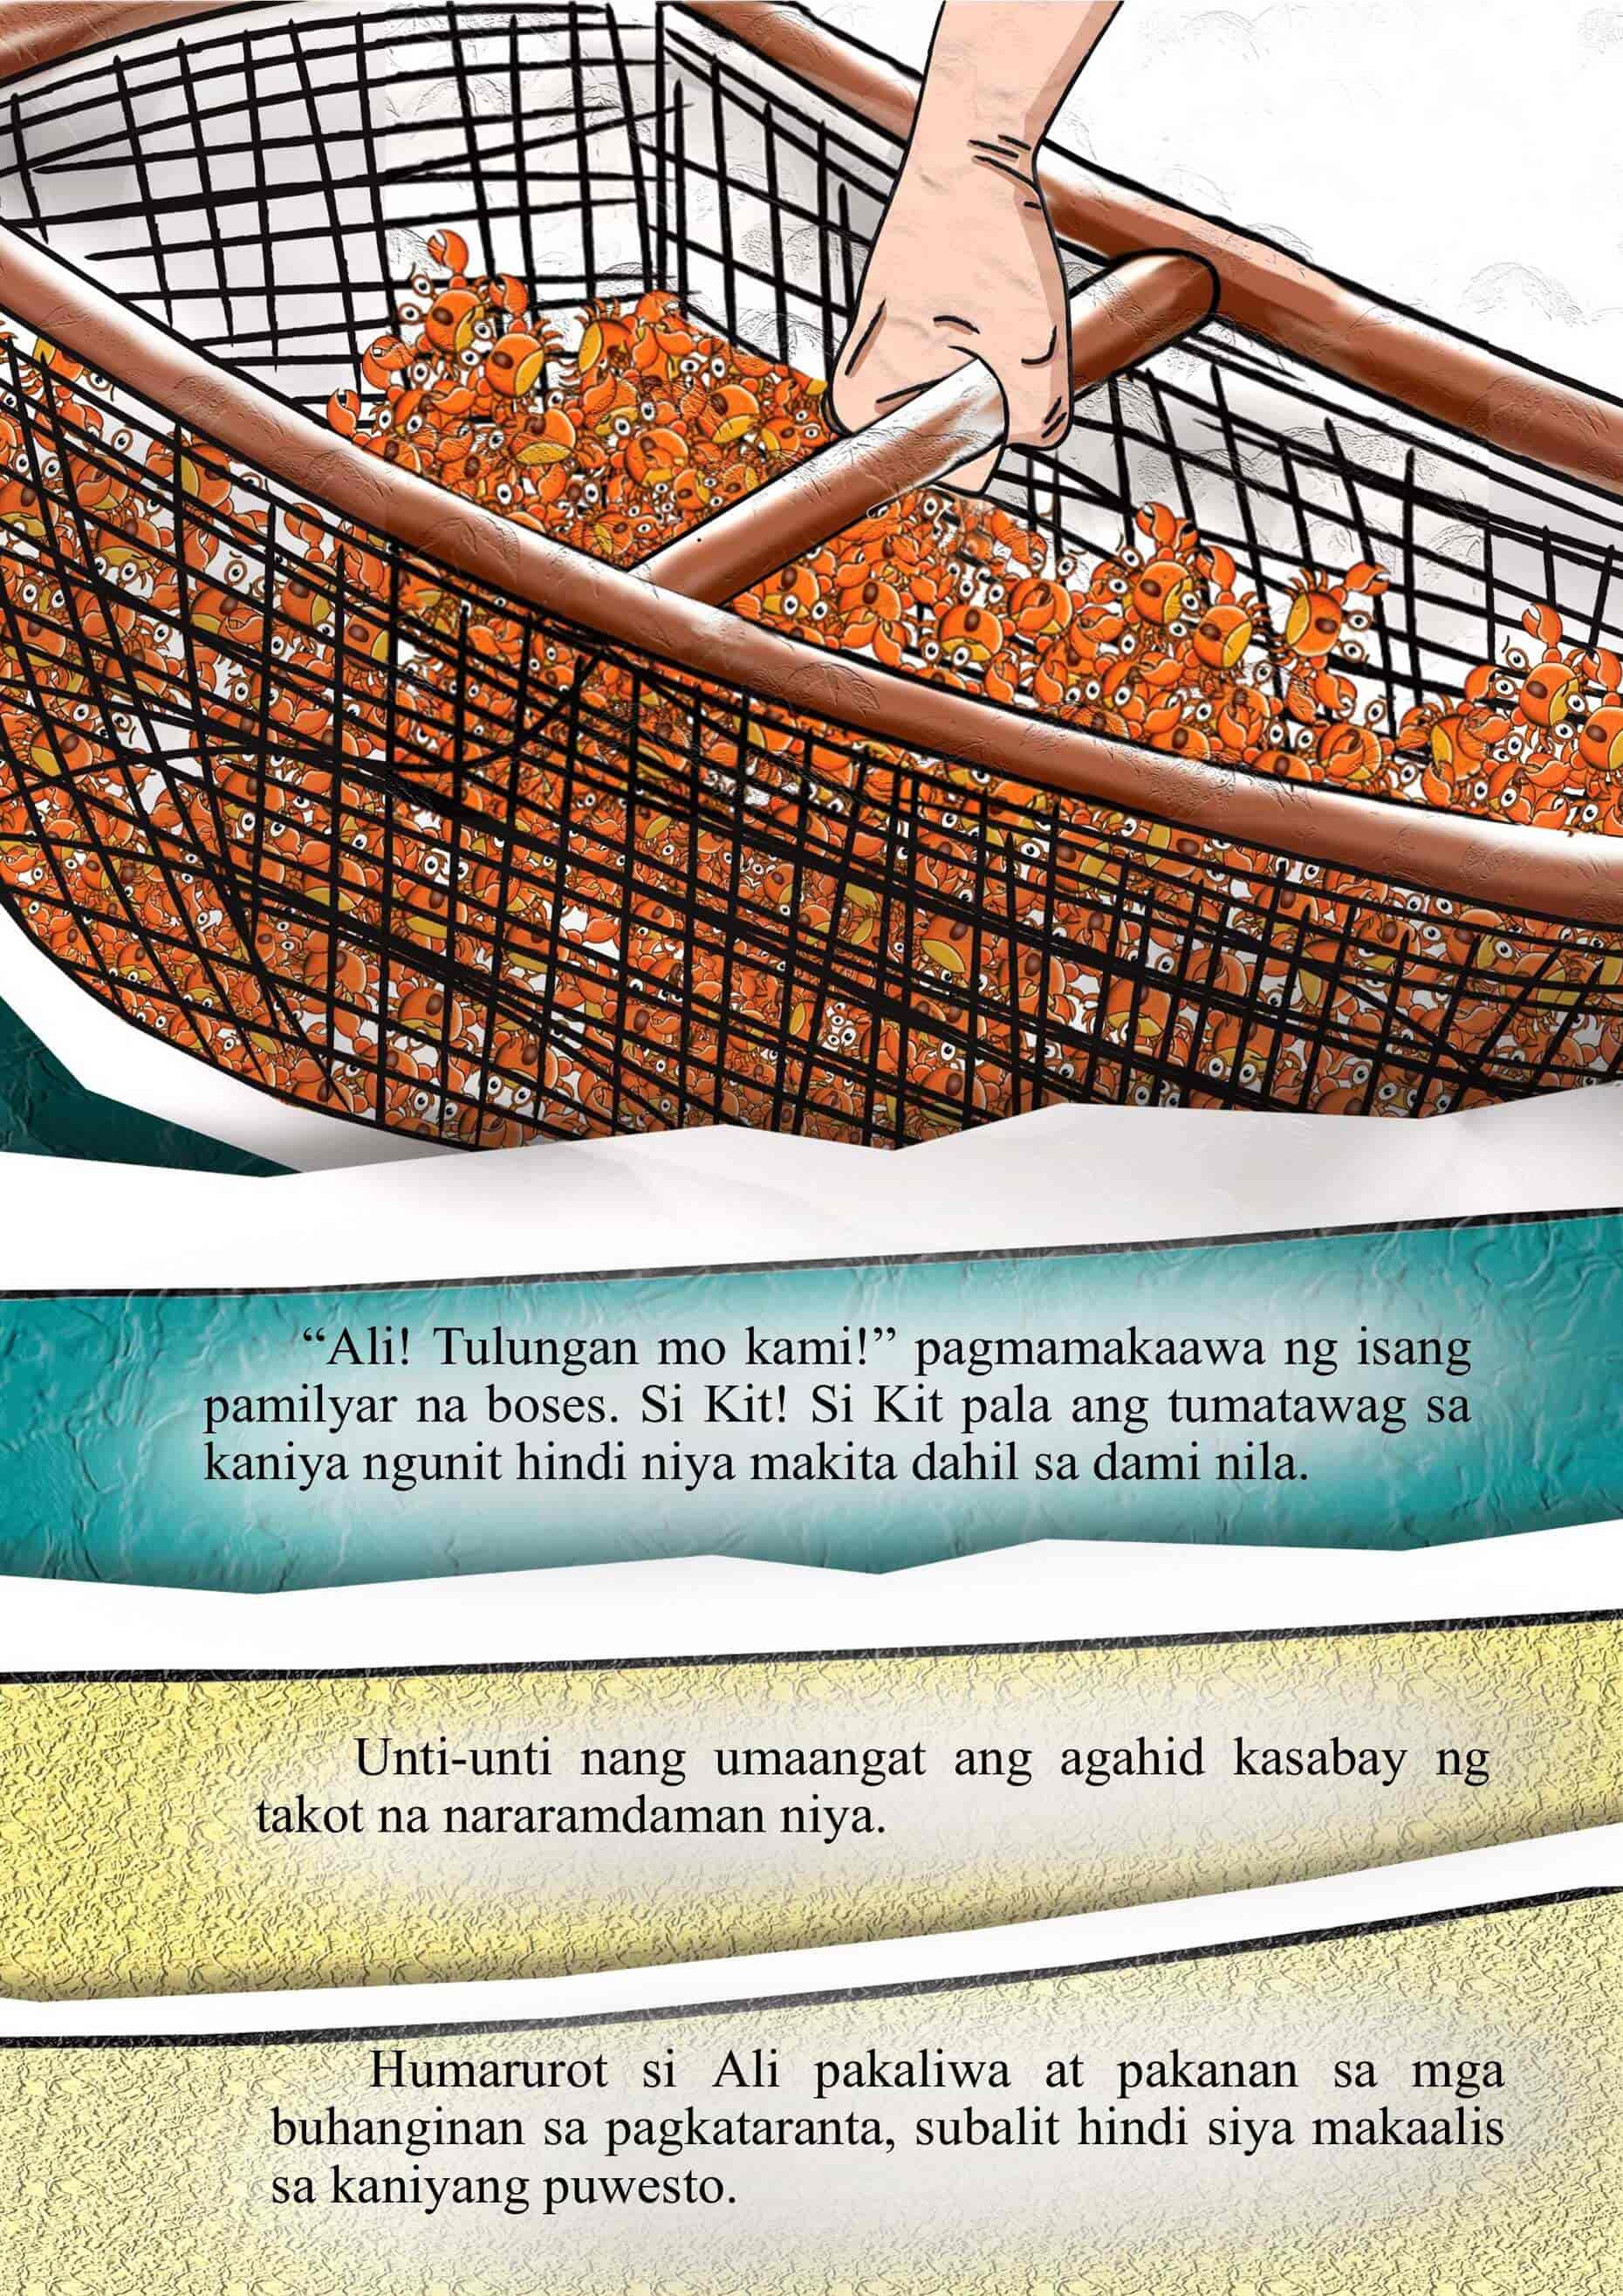 “Ali! Tulungan mo kami!” pagmamakaawa ng isang
pamilyar na boses. Si Kit! Si Kit pala ang tumatawag sa
kaniya ngunit hindi niya makita dahil sa dami nila.
Unti-unti nang umaangat ang agahid kasabay ng
takot na nararamdaman niya.
Humarurot si Ali pakaliwa at pakanan sa mga
buhanginan sa pagkataranta, subalit hindi siya makaalis
sa kaniyang puwesto.